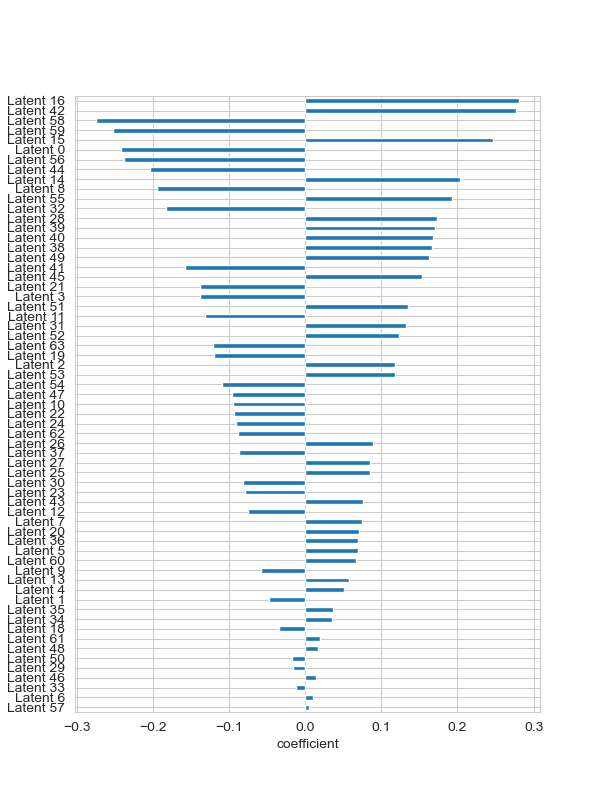 Latent 16
Latent 42
Latent 58
Latent 59
Latent 15
Latent 0
Latent 56
Latent 44
Latent 14
Latent 8
Latent 55
Latent 32
Latent 28
Latent 39
Latent 40
Latent 38
Latent 49
Latent 41
Latent 45
Latent 21
Latent 3
Latent 51
Latent 11
Latent 31
Latent 52
Latent 63
Latent 19
Latent 2
Latent 53
Latent 54
Latent 47
Latent 10
Latent 22
Latent 24
Latent 62
Latent 26
Latent 37
Latent 27
Latent 25
Latent 30
Latent 23
Latent 43
Latent 12
Latent 7
Latent 20
Latent 36
Latent 5
Latent 60
Latent 9
Latent 13
Latent 4
Latent 1
Latent 35
Latent 34
Latent 18
Latent 61
Latent 48
Latent 50
Latent 29
Latent 46
Latent 33
Latent 6
Latent 57
−0.3 −0.2 −0.1 0.0 0.1 0.2 0.3
coefficient